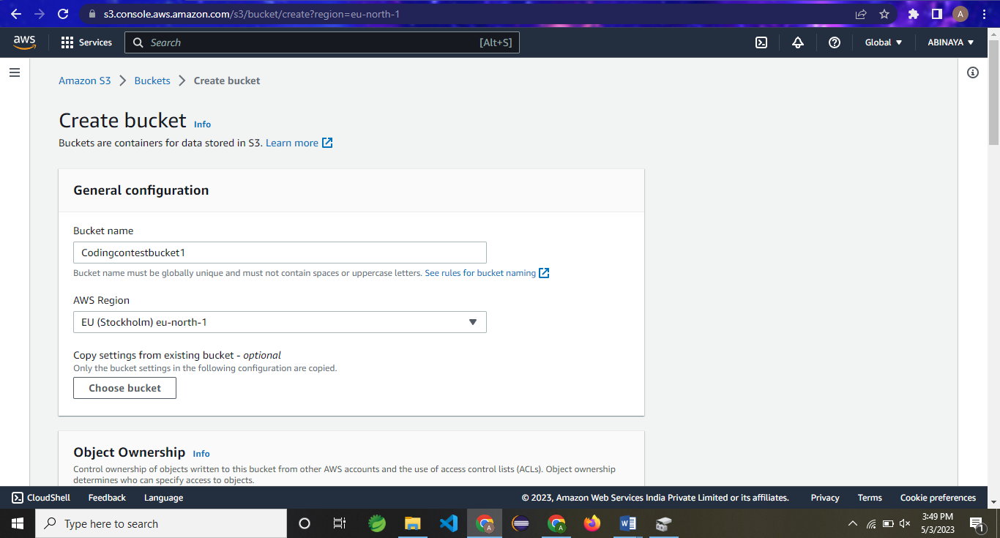 s3.console.aws.amazon.com/s3/bucket/create?region=eu-north-1
A
aws
Services
Search
[Alt+S]
Global
ABINAYA
Amazon S3 > Buckets > Create bucket
Create bucket Info
Buckets are containers for data stored in S3. Learn more
General configuration
Bucket name
Codingcontestbucket1
Bucket name must be globally unique and must not contain spaces or uppercase letters. See rules for bucket naming
AWS Region
EU (Stockholm) eu-north-1
Copy settings from existing bucket - optional
Only the bucket settings in the following configuration are copied.
Choose bucket
Object Ownership Info
Control ownership of objects written to this bucket from other AWS accounts and the use of access control lists (ACLs). Object ownership
determines who can specify access to objects.
CloudShell
Feedback
Language
© 2023, Amazon Web Services India Private Limited or its affiliates.
Privacy
Terms
Cookie preferences
Type here to search
3:49 PM
5/3/2023
1